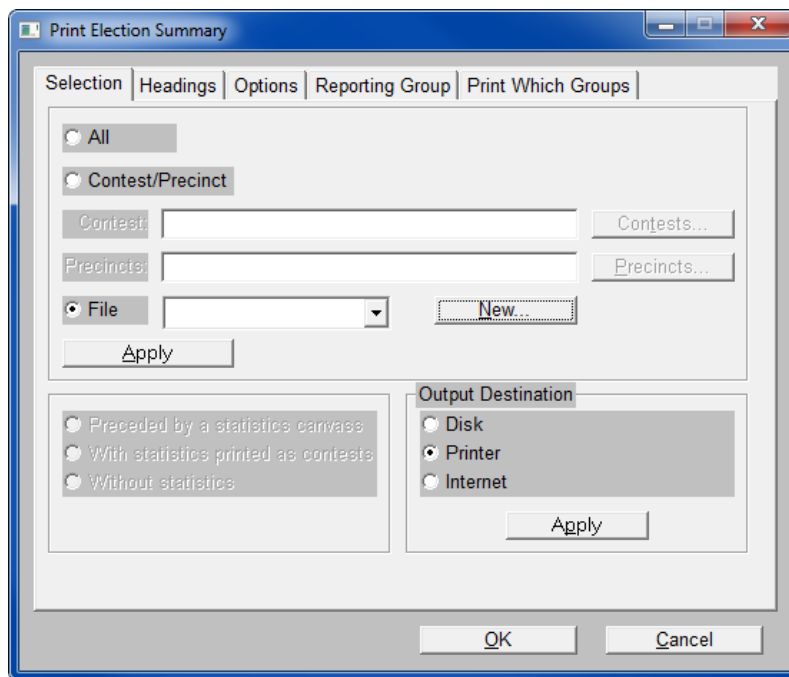 Print Election Summary
Selection Headings Options Reporting Group Print Which Groups
All
Contest/Precinct
Contest: Contests...
Precincts: Precincts...
File New...
Apply
Preceded by a statistics canvass
With statistics printed as contests
Without statistics
Output Destination
Disk
Printer
Internet
Apply
OK Cancel